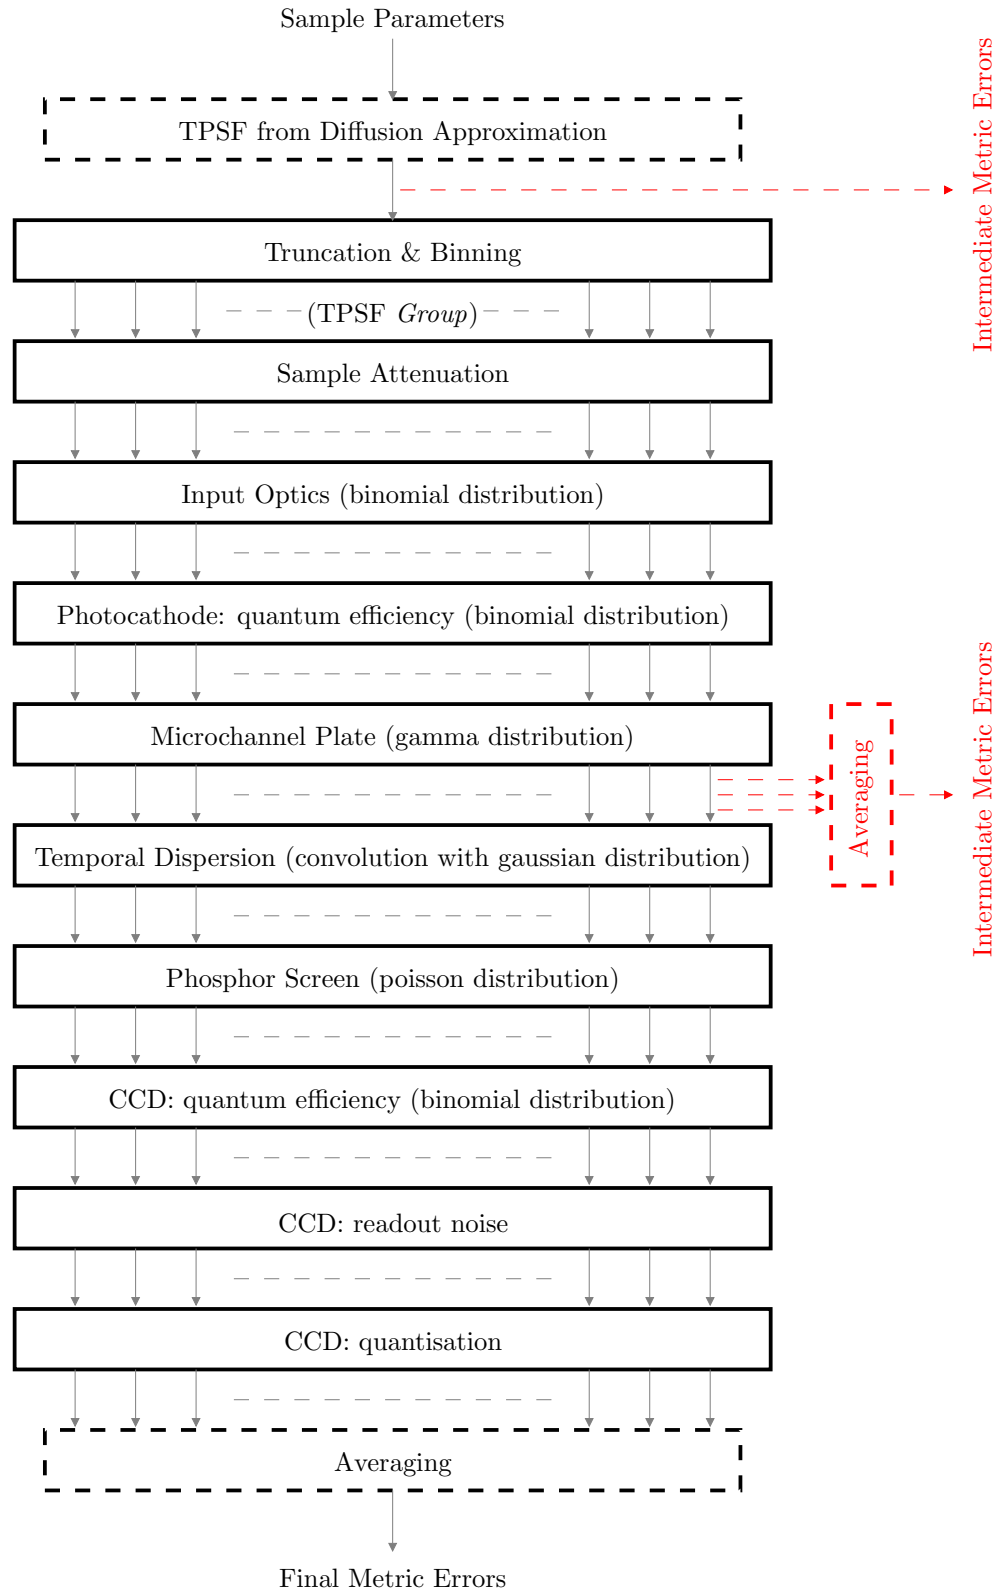 Sample Parameters
TPSF from Diffusion Approximation
Intermediate Metric Errors
Truncation & Binning
(TPSF Group)
Sample Attenuation
Input Optics (binomial distribution)
Photocathode: quantum efficiency (binomial distribution)
Microchannel Plate (gamma distribution)
Averaging
Intermediate Metric Errors
Temporal Dispersion (convolution with gaussian distribution)
Phosphor Screen (poisson distribution)
CCD: quantum efficiency (binomial distribution)
CCD: readout noise
CCD: quantisation
Averaging
Final Metric Errors